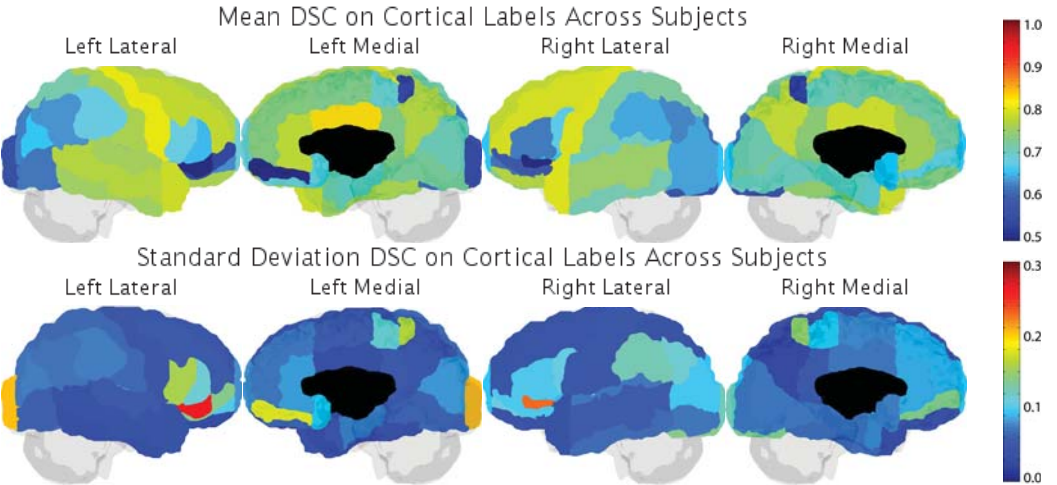 Mean DSC on Cortical Labels Across Subjects
Left Lateral Left Medial Right Lateral Right Medial
1.0
0.9
0.8
0.7
0.6
0.5
Standard Deviation DSC on Cortical Labels Across Subjects
Left Lateral Left Medial Right Lateral Right Medial
0.3
0.2
0.1
0.0